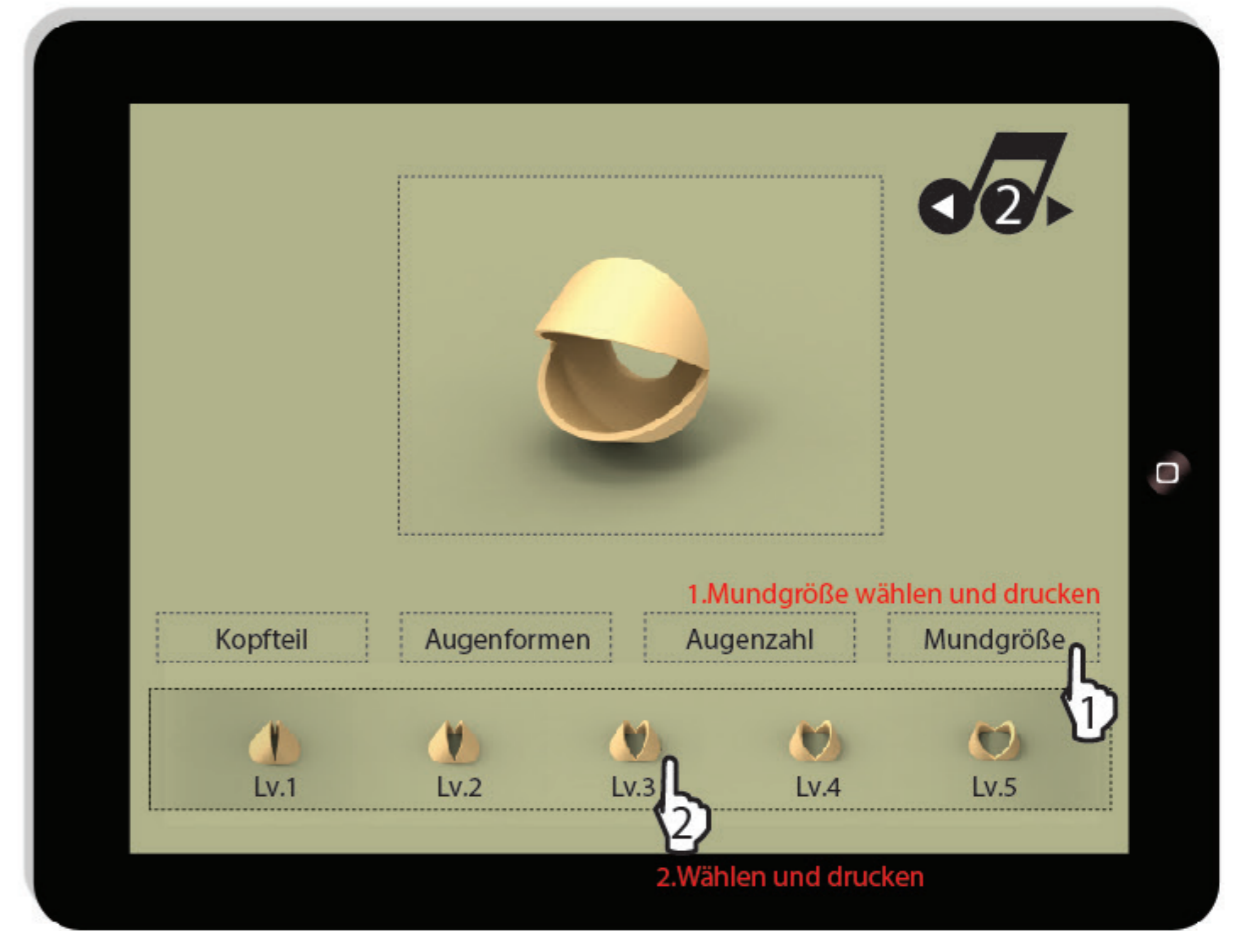 2
1.Mundgröße wählen und drucken
Kopfteil Augenformen Augenzahl Mundgröße
1
Lv.1 Lv.2 Lv.3 Lv.4 Lv.5
2
2.Wählen und drucken